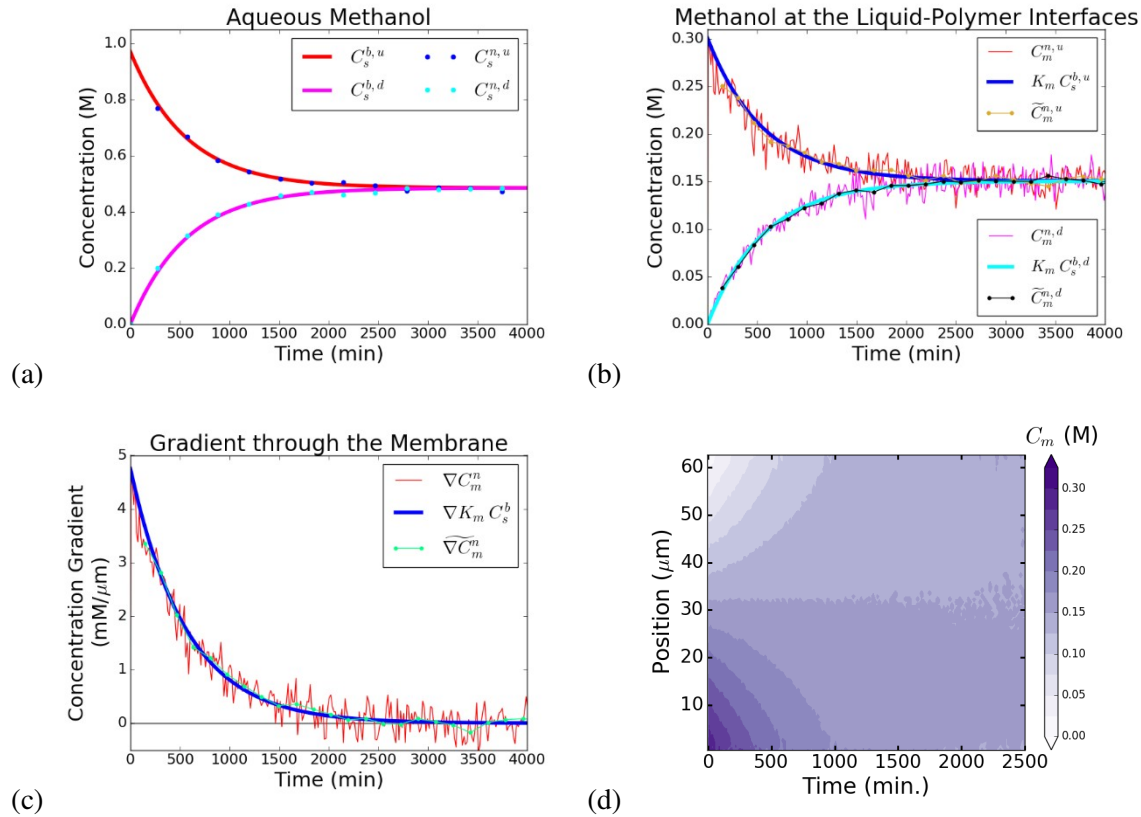 Aqueous Methanol
Concentration (M)
1.0
0.8
0.6
0.4
0.2
0.0
0 500 1000 1500 2000 2500 3000 3500 4000
Time (min)
$C_s^{b,u}$ $C_s^{n,u}$
$C_s^{b,d}$ $C_s^{n,d}$
(a)
Methanol at the Liquid-Polymer Interfaces
Concentration (M)
0.30
0.25
0.20
0.15
0.10
0.05
0.00
0 500 1000 1500 2000 2500 3000 3500 4000
Time (min)
$C_m^{n,u}$
$K_m C_s^{b,u}$
$\widetilde{C}_m^{n,u}$
$C_m^{n,d}$
$K_m C_s^{b,d}$
$\widetilde{C}_m^{n,d}$
(b)
Gradient through the Membrane
Concentration Gradient
(mM/μm)
5
4
3
2
1
0
0 500 1000 1500 2000 2500 3000 3500 4000
Time (min)
$\nabla C_m^n$
$\nabla K_m C_s^b$
$\widetilde{\nabla C}_m^n$
(c)
$C_m$ (M)
Position (μm)
60
50
40
30
20
10
0 500 1000 1500 2000 2500
Time (min.)
0.30
0.25
0.20
0.15
0.10
0.05
0.00
(d)